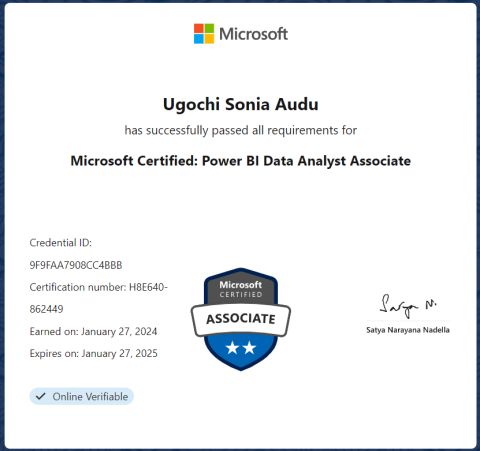 Microsoft
Ugochi Sonia Audu
has successfully passed all requirements for
Microsoft Certified: Power BI Data Analyst Associate
Credential ID:
9F9FAA7908CC4BBB
Certification number: H8E640-
862449
Earned on: January 27, 2024
Expires on: January 27, 2025
Online Verifiable
Microsoft
CERTIFIED
ASSOCIATE
Satya N.
Satya Narayana Nadella